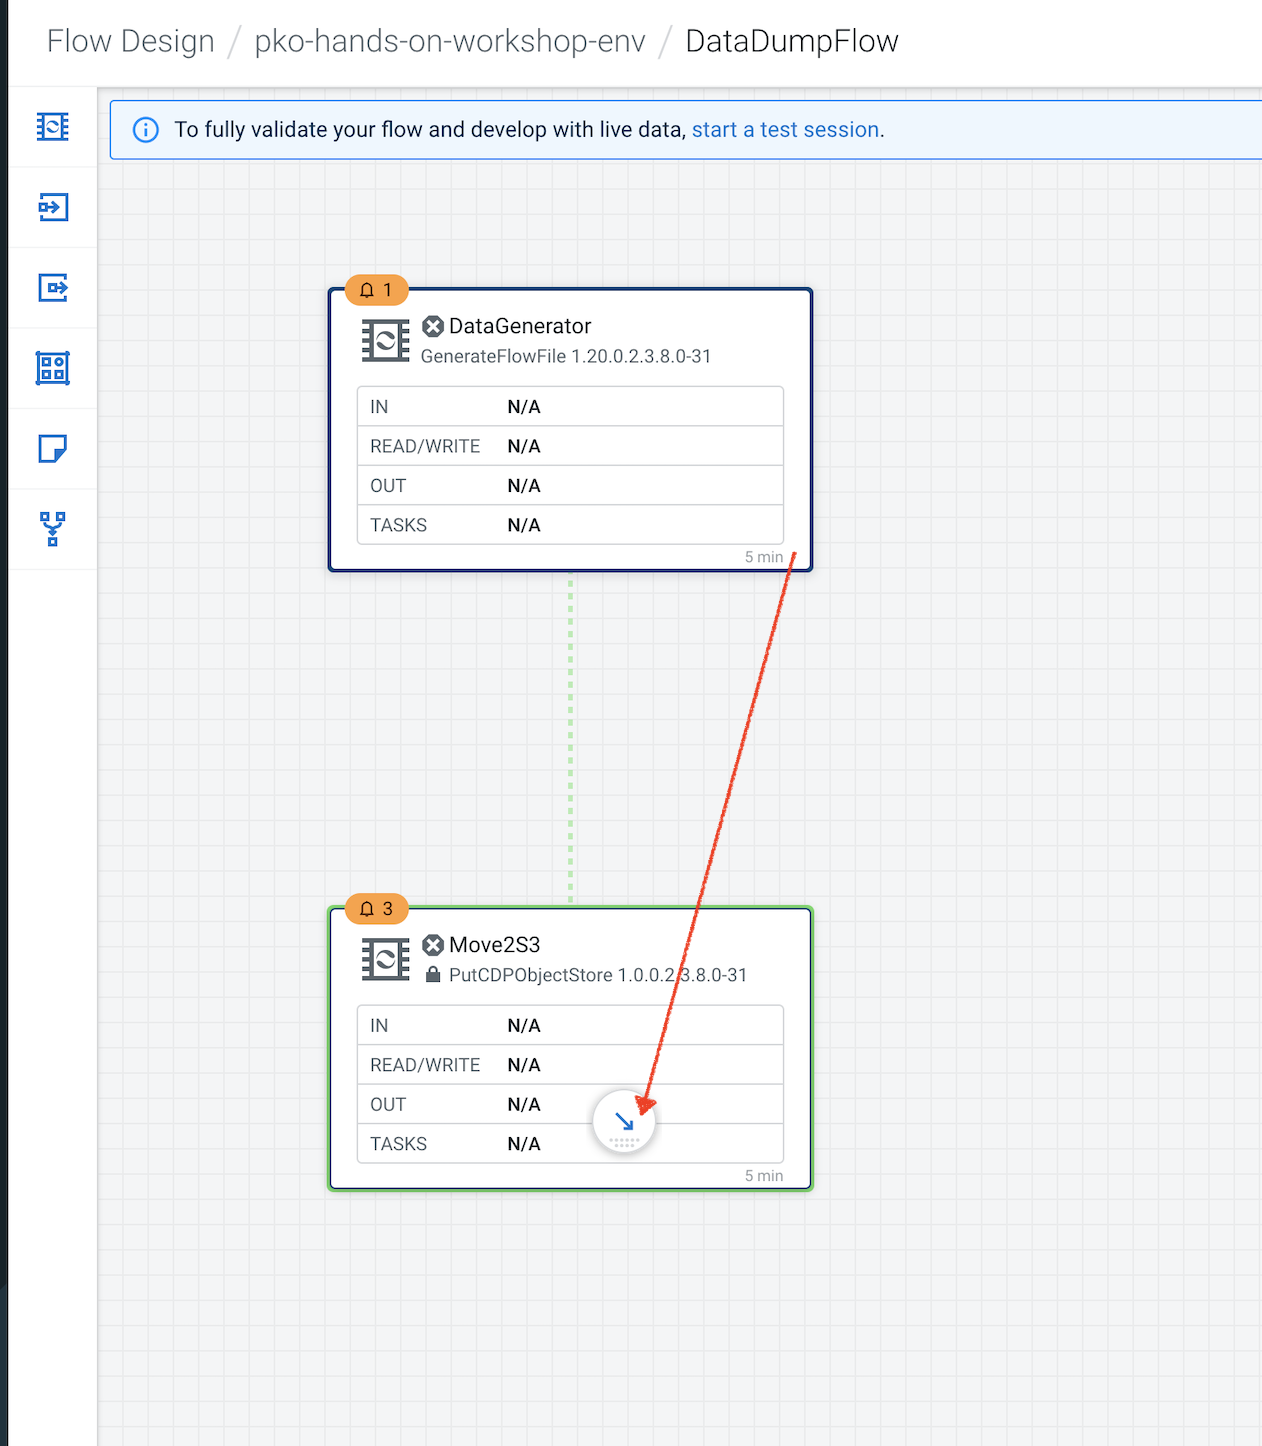 Flow Design / pko-hands-on-workshop-env / DataDumpFlow
To fully validate your flow and develop with live data, start a test session.
1
DataGenerator
GenerateFlowFile 1.20.0.2.3.8.0-31
IN N/A
READ/WRITE N/A
OUT N/A
TASKS N/A
5 min
3
Move2S3
PutCDPObjectStore 1.0.0.2.3.8.0-31
IN N/A
READ/WRITE N/A
OUT N/A
TASKS N/A
5 min